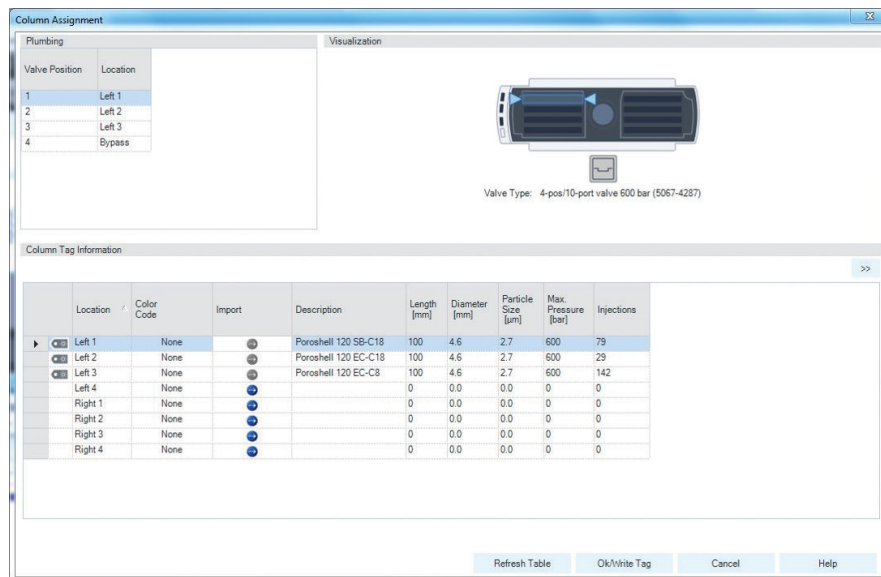 Column Assignment
Plumbing
Visualization
Valve Position Location
1 Left 1
2 Left 2
3 Left 3
4 Bypass
Valve Type: 4-pos/10-port valve 600 bar (5067-4287)
Column Tag Information
>>
Location Color Code Import Description Length [mm] Diameter [mm] Particle Size [µm] Max. Pressure [bar] Injections
Left 1 None Poroshell 120 SB-C18 100 4.6 2.7 600 79
Left 2 None Poroshell 120 EC-C18 100 4.6 2.7 600 29
Left 3 None Poroshell 120 EC-C8 100 4.6 2.7 600 142
Left 4 None 0 0.0 0.0 0 0
Right 1 None 0 0.0 0.0 0 0
Right 2 None 0 0.0 0.0 0 0
Right 3 None 0 0.0 0.0 0 0
Right 4 None 0 0.0 0.0 0 0
Refresh Table Ok/Write Tag Cancel Help